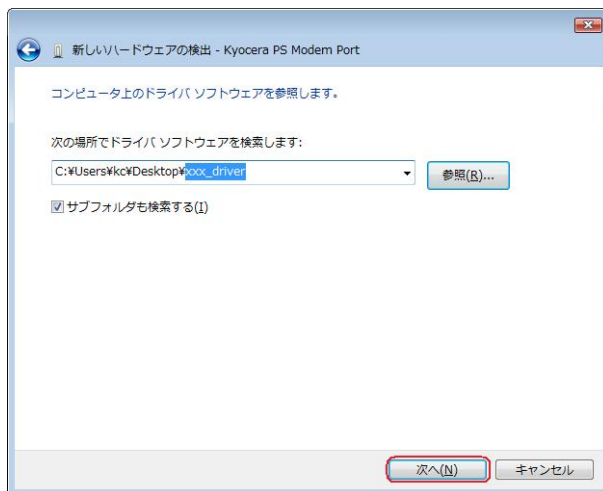 新しいハードウェアの検出 - Kyocera PS Modem Port
コンピュータ上のドライバ ソフトウェアを参照します。
次の場所でドライバ ソフトウェアを検索します:
C:¥Users¥kc¥Desktop¥xxx_driver
参照(R)...
サブフォルダも検索する(I)
次へ(N)
キャンセル